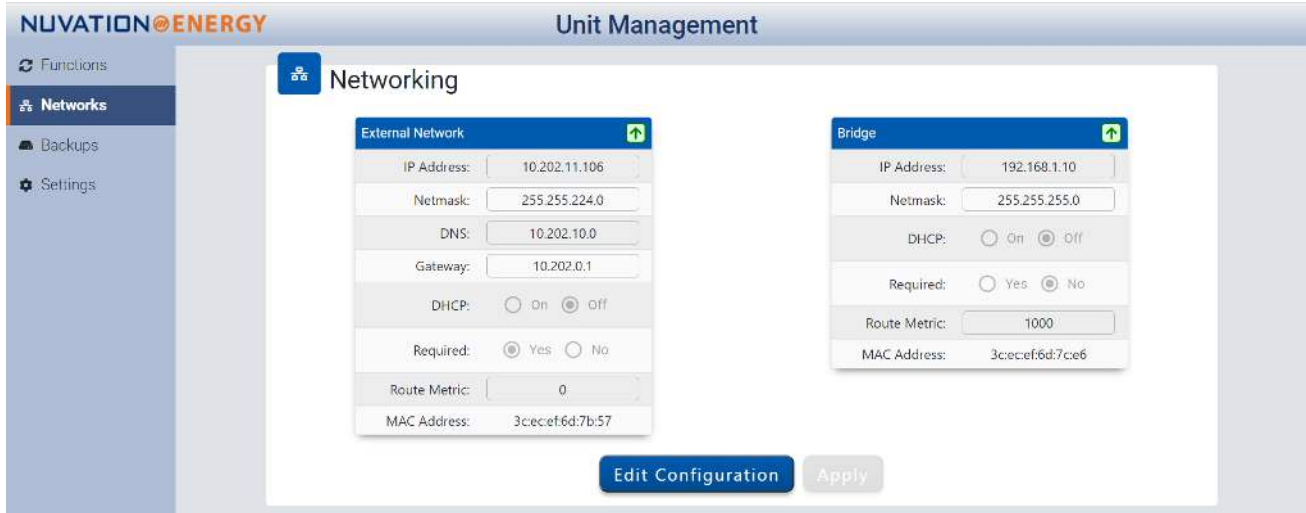 NUVATION ENERGY
Unit Management
Functions
Networks
Backups
Settings
Networking
External Network
IP Address: 10.202.11.106
Netmask: 255.255.224.0
DNS: 10.202.10.0
Gateway: 10.202.0.1
DHCP: On Off
Required: Yes No
Route Metric: 0
MAC Address: 3c:ec:ef:6d:7b:57
Bridge
IP Address: 192.168.1.10
Netmask: 255.255.255.0
DHCP: On Off
Required: Yes No
Route Metric: 1000
MAC Address: 3c:ec:ef:6d:7c:e6
Edit Configuration
Apply